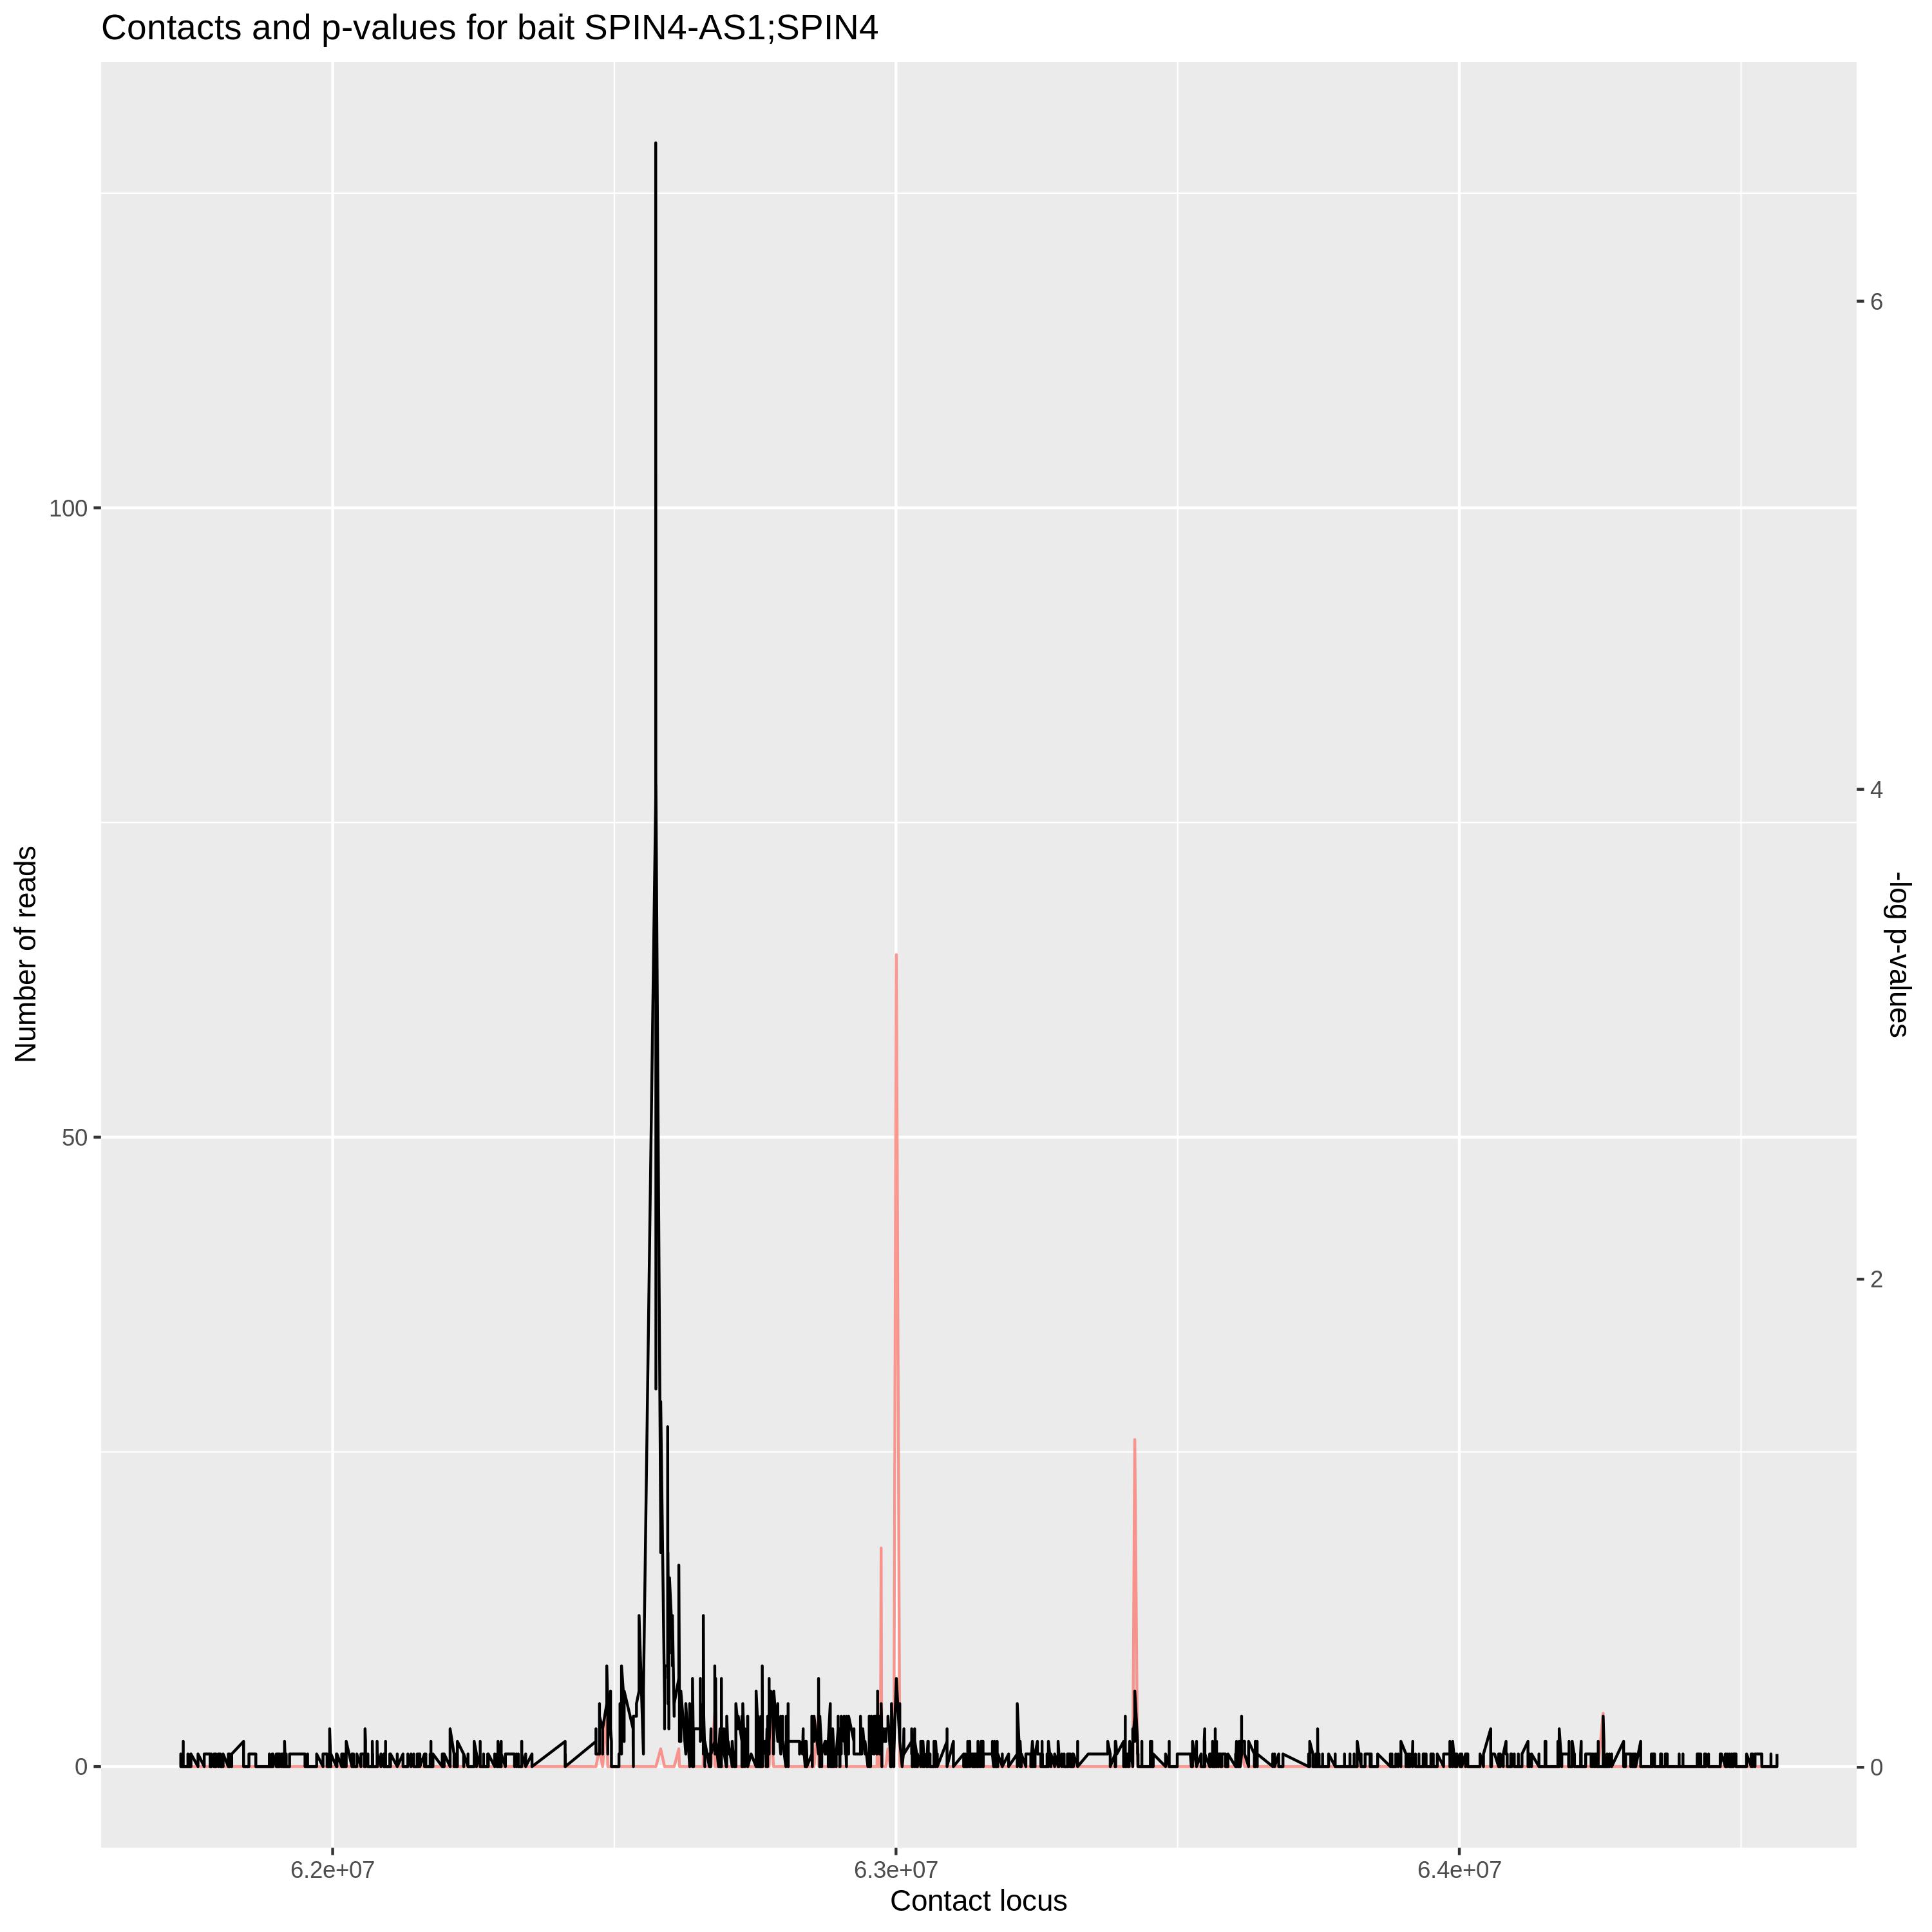 Contacts and p-values for bait SPIN4-AS1;SPIN4
Number of reads
100
50
0
6
4
2
0
-log p-values
6.2e+07
6.3e+07
6.4e+07
Contact locus